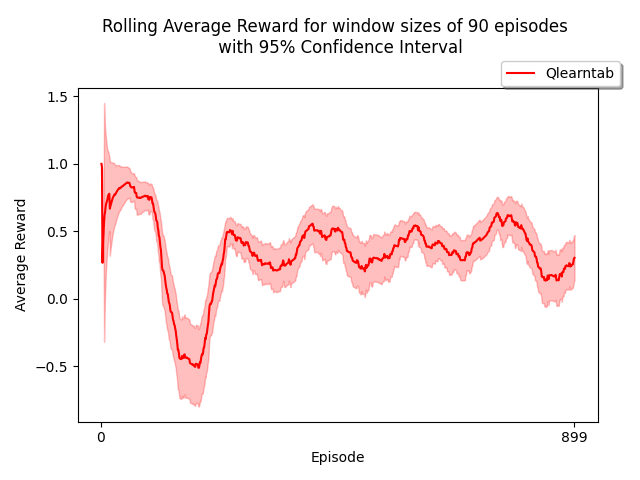 Rolling Average Reward for window sizes of 90 episodes
with 95% Confidence Interval
Qlearntab
1.5
1.0
0.5
0.0
−0.5
Average Reward
0
899
Episode